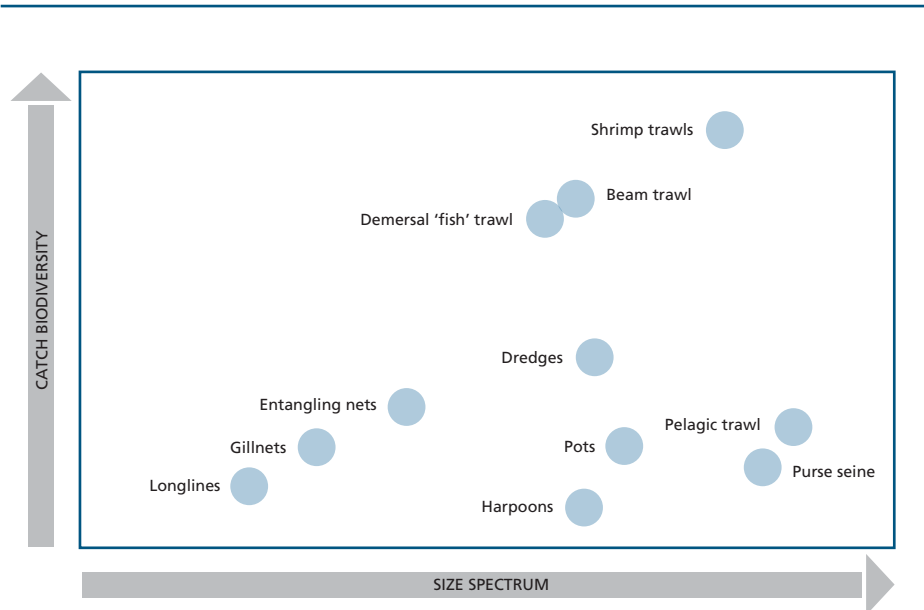 Shrimp trawls
Beam trawl
Demersal ‘fish’ trawl
CATCH BIODIVERSITY
Dredges
Entangling nets
Pelagic trawl
Gillnets
Pots
Purse seine
Longlines
Harpoons
SIZE SPECTRUM